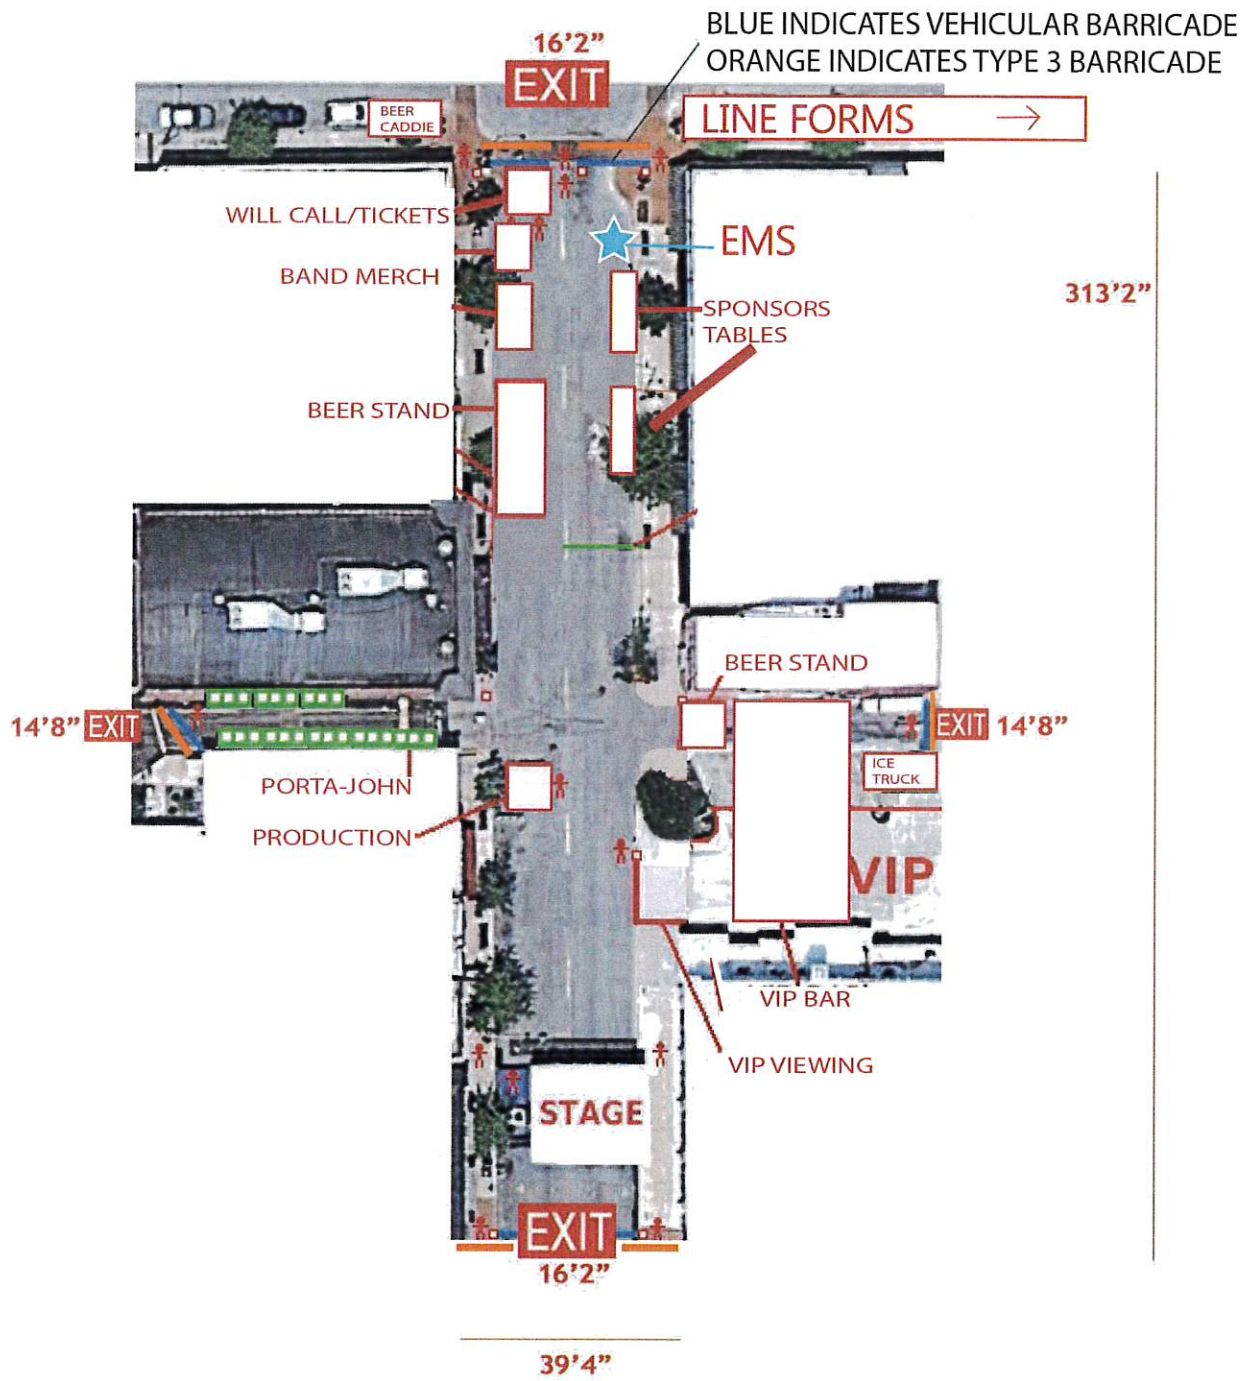 BLUE INDICATES VEHICULAR BARRICADE
ORANGE INDICATES TYPE 3 BARRICADE
16'2"
EXIT
BEER
CADDIE
LINE FORMS
WILL CALL/TICKETS
EMS
BAND MERCH
313'2"
SPONSORS
TABLES
BEER STAND
BEER STAND
14'8" EXIT
EXIT 14'8"
ICE
TRUCK
PORTA-JOHN
PRODUCTION
VIP
VIP BAR
VIP VIEWING
STAGE
EXIT
16'2"
39'4"